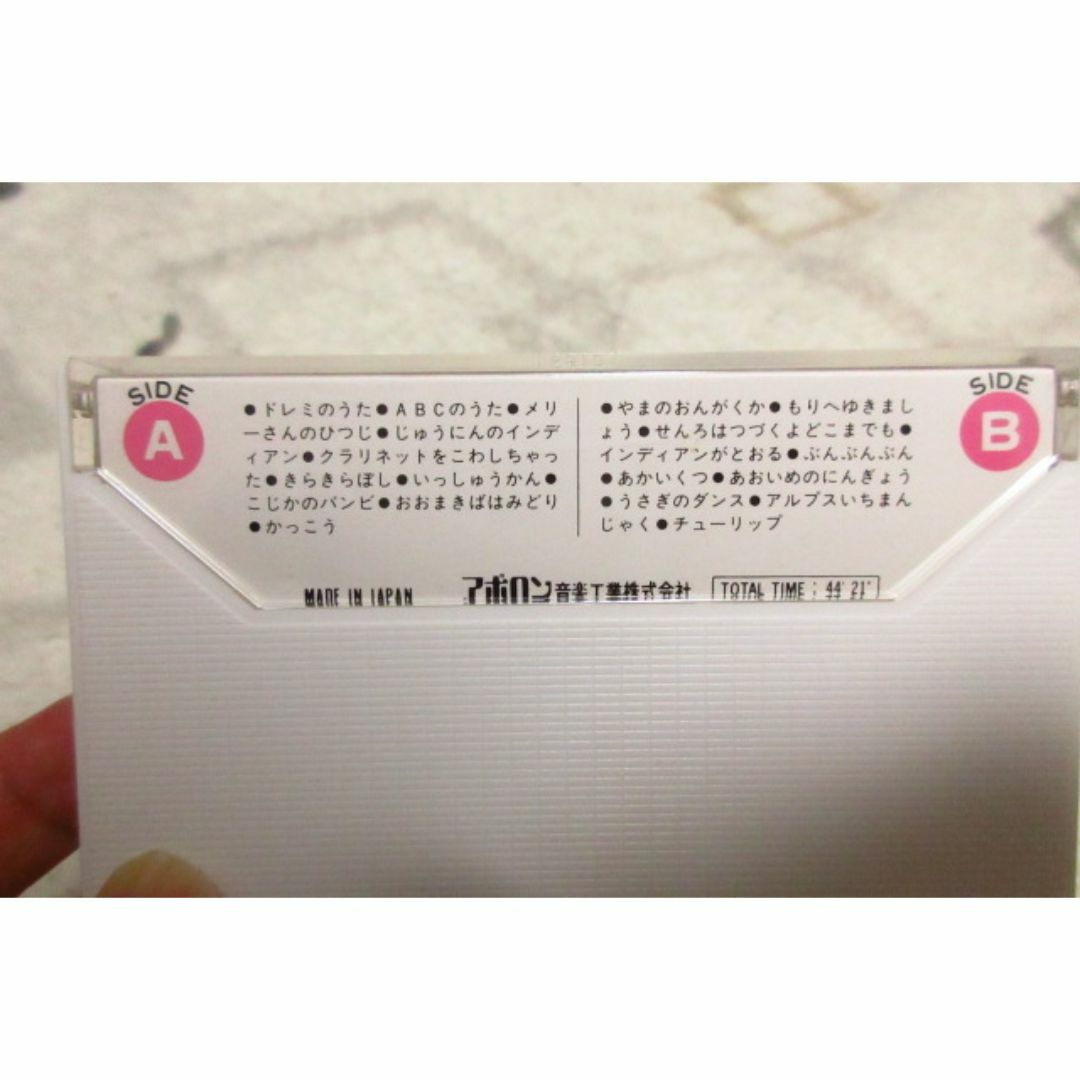 SIDE
A
●ドレミのうた●ABCのうた●メリ
ーさんのひつじ●じゅうにんのインデ
ィアン●クラリネットをこわしちゃっ
た●きらきらぼし●いっしゅうかん●
こじかのバンビ●おおまきばはみどり
●かっこう
●やまのおんがくか●もりへゆきまし
ょう●せんろはつづくよどこまでも●
インディアンがとおる●ぶんぶんぶん
●あかいくつ●あおいめのにんぎょう
●うさぎのダンス●アルプスいちまん
じゃく●チューリップ
SIDE
B
MADE IN JAPAN アポロン音楽工業株式会社 TOTAL TIME : 44' 21"